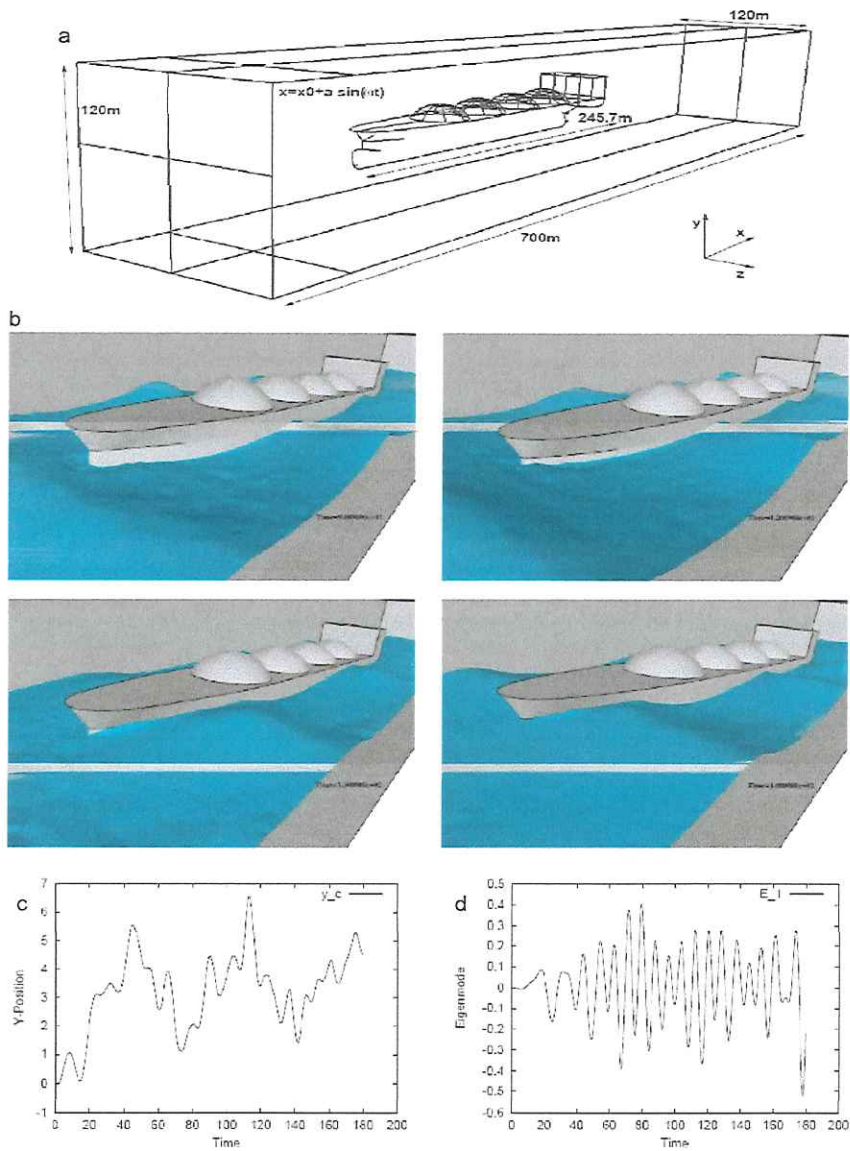 a
120m
x=x0+a sin(ωt)
120m
245.7m
y
x
z
700m
b
c
7
6
5
4
3
2
1
0
-1
y_c
Y-Position
0 20 40 60 80 100 120 140 160 180 200
Time
d
0.5
0.4
0.3
0.2
0.1
0
-0.1
-0.2
-0.3
-0.4
-0.5
-0.6
E_1
Eigenmode
0 20 40 60 80 100 120 140 160 180 200
Time